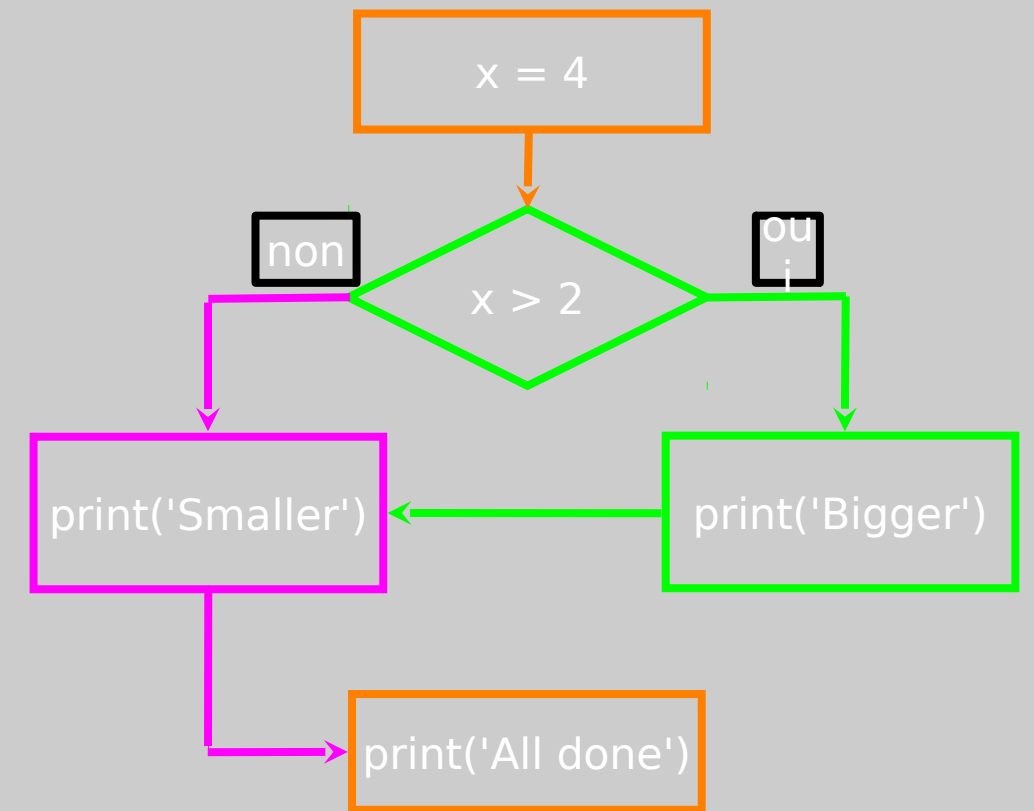 x = 4
non
ou
i
x > 2
print('Smaller')
print('Bigger')
print('All done')